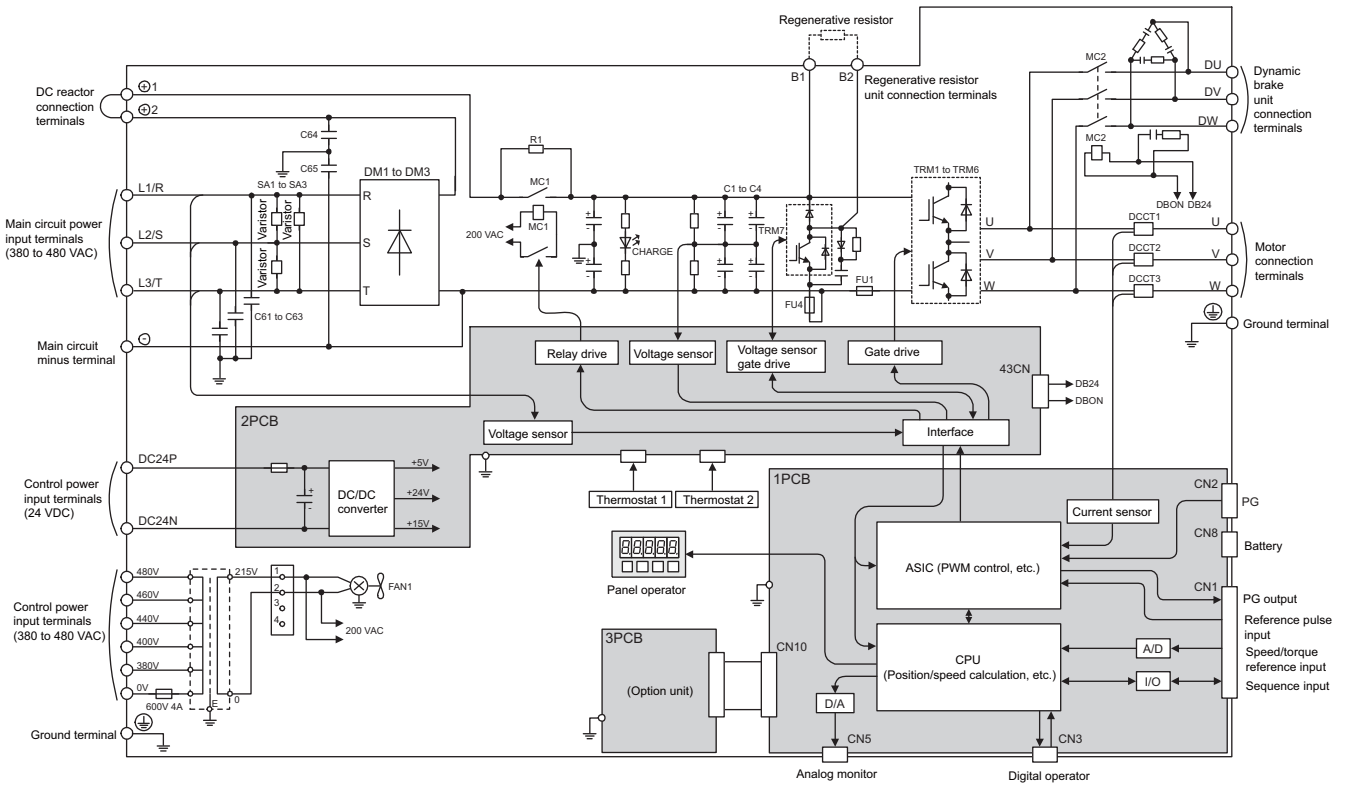 Regenerative resistor
B1
B2
Regenerative resistor
unit connection terminals
MC2
DU
DV
DW
Dynamic
brake
unit
connection
terminals
MC2
DBON
DB24
DC reactor
connection
terminals
⊕1
⊕2
C64
C65
DM1 to DM3
R
S
T
R1
MC1
MC1
200 VAC
Main circuit power
input terminals
(380 to 480 VAC)
L1/R
L2/S
L3/T
SA1 to SA3
Varistor
Varistor
Varistor
C61 to C63
Main circuit
minus terminal
⊖
+
-
+
-
CHARGE
C1 to C4
+
-
+
-
+
-
+
-
TRM7
FU4
FU1
TRM1 to TRM6
U
V
W
DCCT1
DCCT2
DCCT3
U
V
W
Motor
connection
terminals
Ground terminal
Relay drive
Voltage sensor
Voltage sensor
gate drive
Gate drive
43CN
DB24
DBON
Voltage sensor
Interface
2PCB
Control power
input terminals
(24 VDC)
DC24P
DC24N
+
-
DC/DC
converter
+5V
+24V
+15V
Thermostat 1
Thermostat 2
Control power
input terminals
(380 to 480 VAC)
480V
460V
440V
400V
380V
0V
600V 4A
215V
0
E
1
2
3
4
FAN1
200 VAC
Ground terminal
88888
Panel operator
3PCB
(Option unit)
CN10
1PCB
Current sensor
ASIC (PWM control, etc.)
CPU
(Position/speed calculation, etc.)
A/D
I/O
D/A
CN2
PG
CN8
Battery
CN1
PG output
Reference pulse
input
Speed/torque
reference input
Sequence input
CN5
Analog monitor
CN3
Digital operator